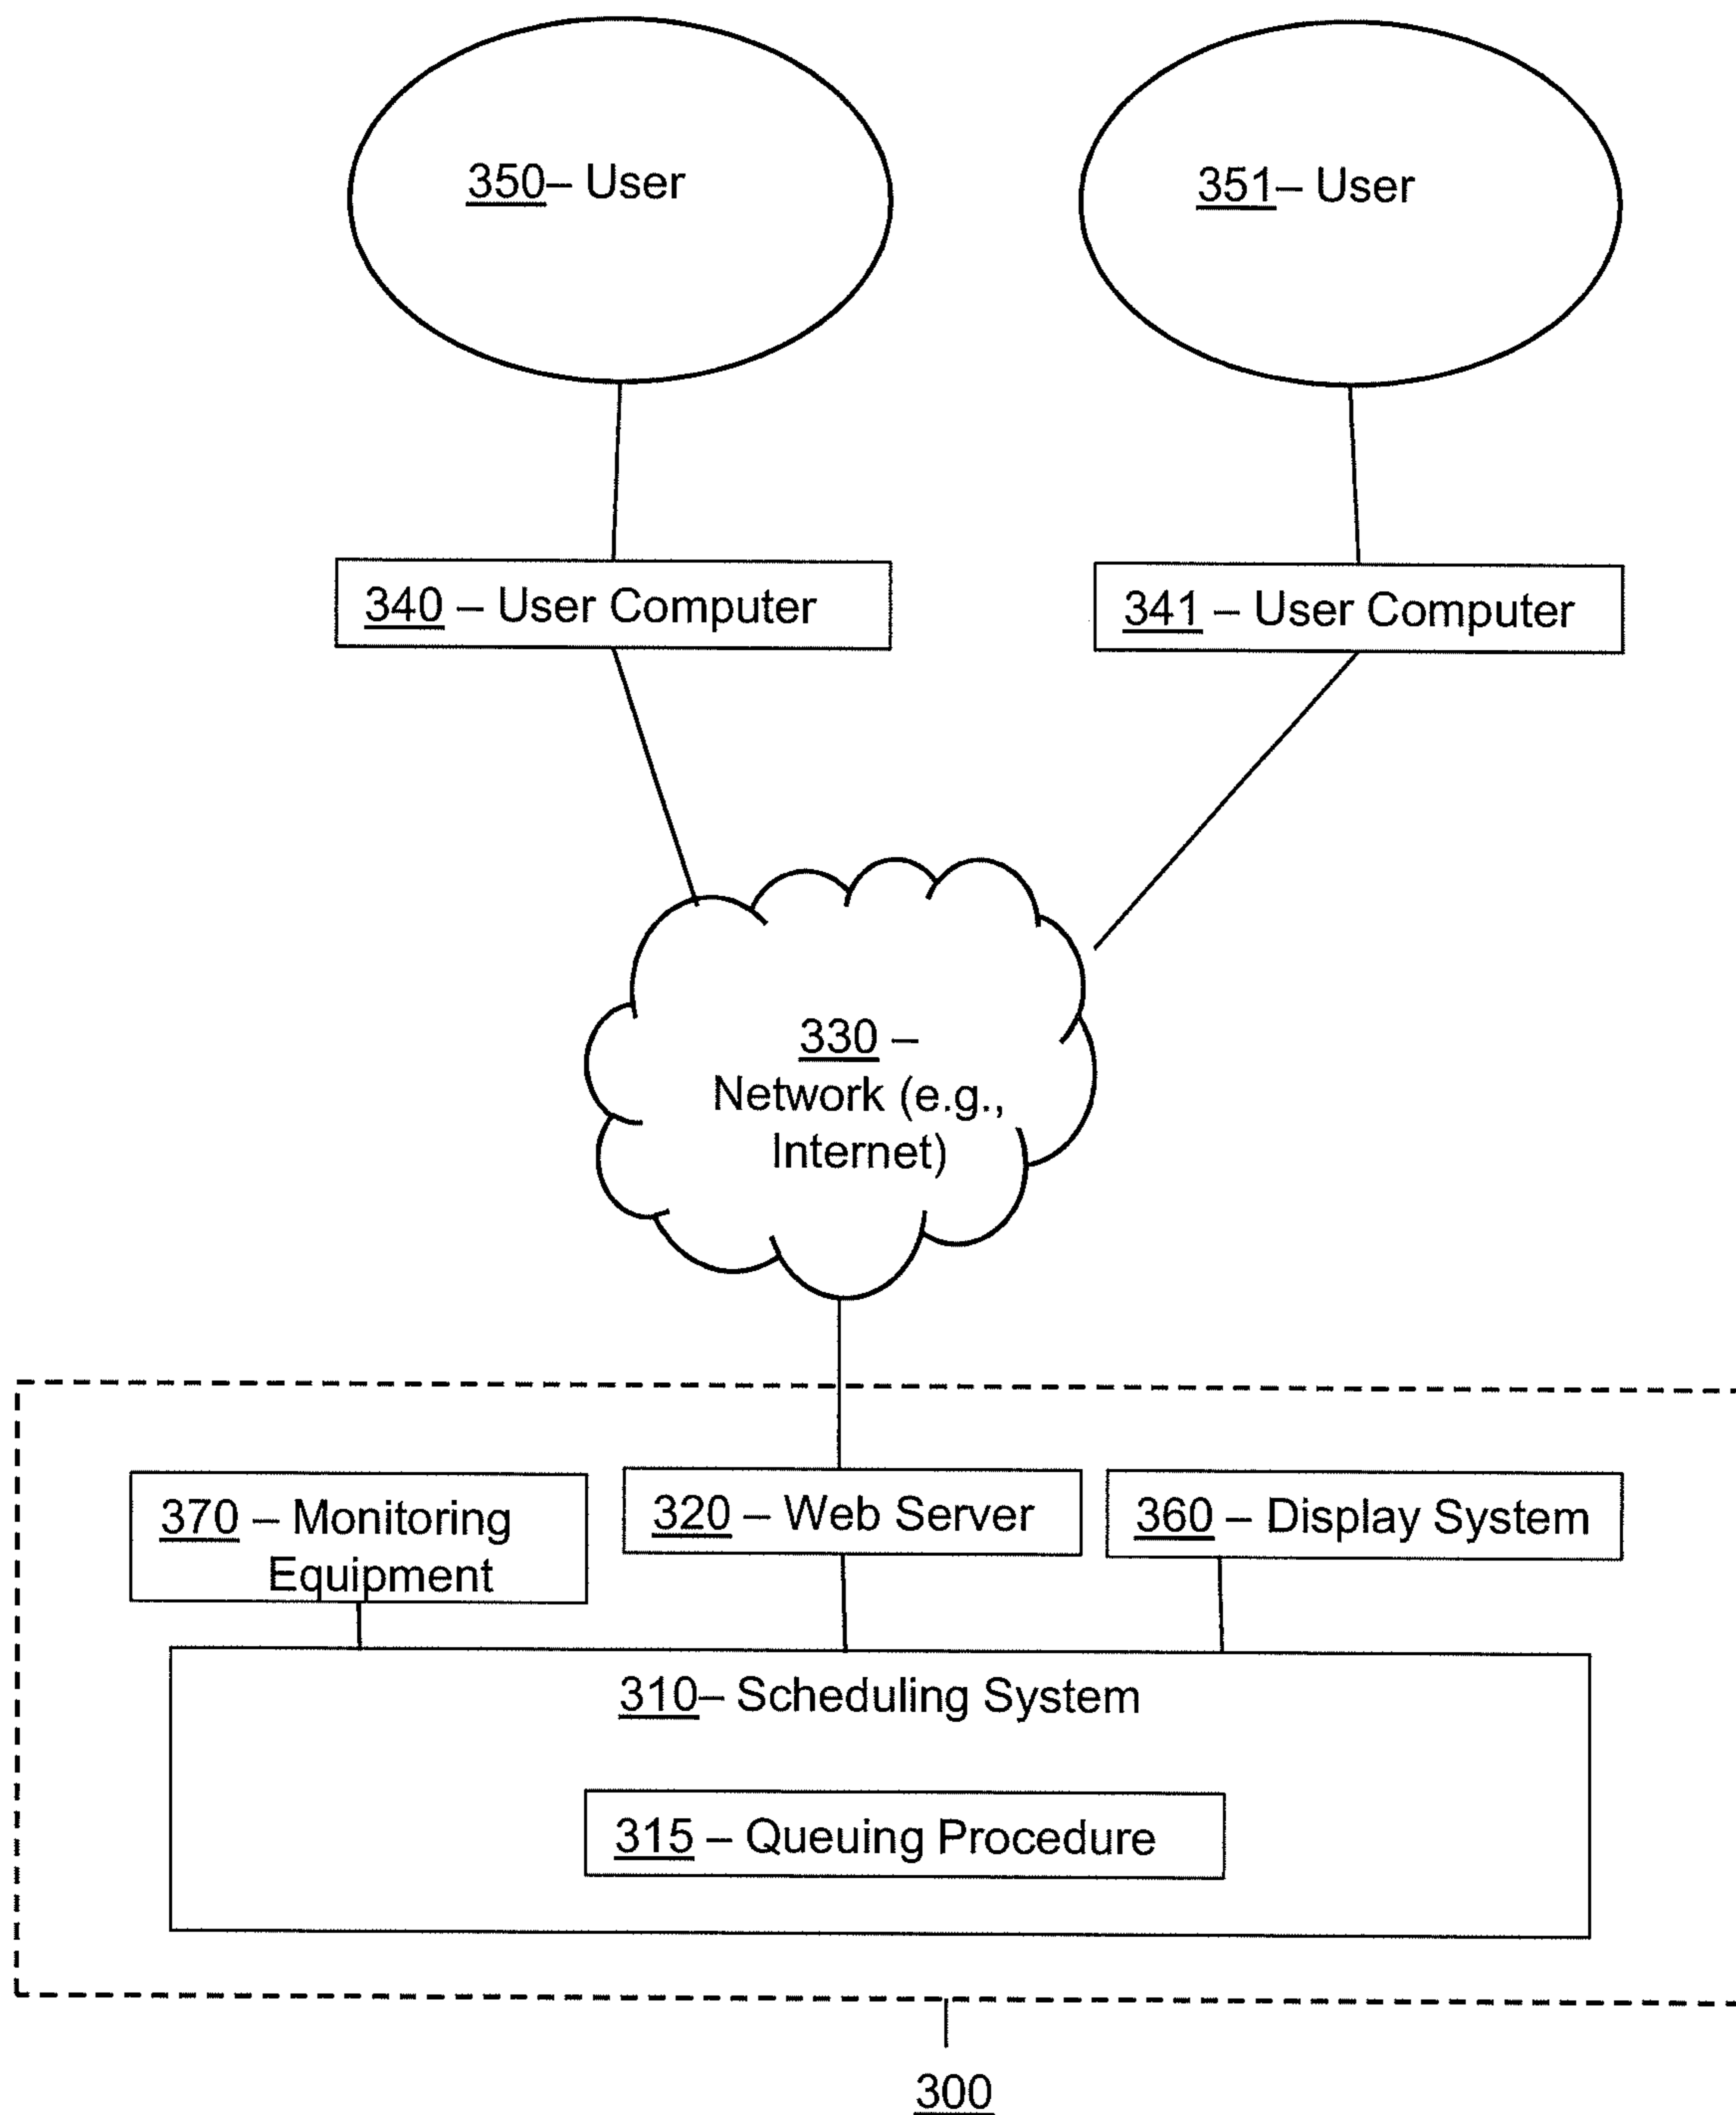 350– User
351– User
340 – User Computer
341 – User Computer
330 –
Network (e.g.,
Internet)
370 – Monitoring
Equipment
320 – Web Server
360 – Display System
310– Scheduling System
315 – Queuing Procedure
300